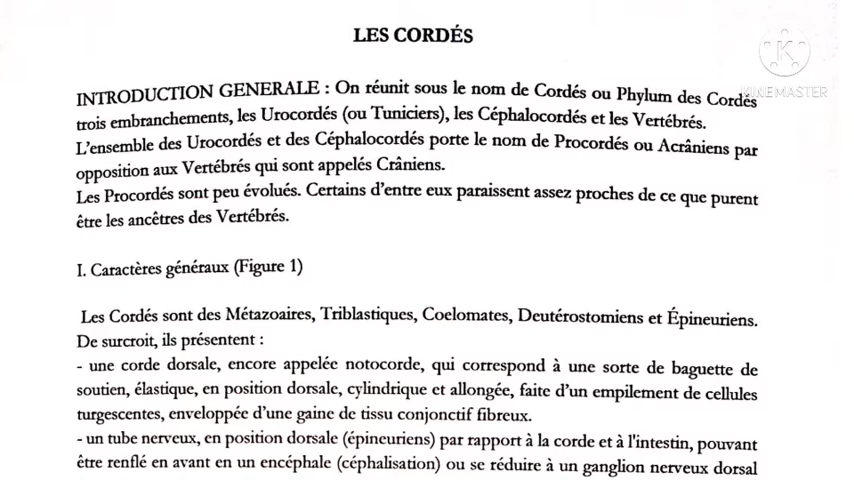 LES CORDÉS
INTRODUCTION GENERALE : On réunit sous le nom de Cordés ou Phylum des Cordés
trois embranchements, les Urocordés (ou Tuniciers), les Céphalocordés et les Vertébrés.
L'ensemble des Urocordés et des Céphalocordés porte le nom de Procordés ou Acrâniens par
opposition aux Vertébrés qui sont appelés Crâniens.
Les Procordés sont peu évolués. Certains d'entre eux paraissent assez proches de ce que purent
être les ancêtres des Vertébrés.
I. Caractères généraux (Figure 1)
Les Cordés sont des Métazoaires, Triblastiques, Coelomates, Deutérostomiens et Épineuriens.
De surcroit, ils présentent :
- une corde dorsale, encore appelée notocorde, qui correspond à une sorte de baguette de
soutien, élastique, en position dorsale, cylindrique et allongée, faite d'un empilement de cellules
turgescentes, enveloppée d'une gaine de tissu conjonctif fibreux.
- un tube nerveux, en position dorsale (épineuriens) par rapport à la corde et à l'intestin, pouvant
être renflé en avant en un encéphale (céphalisation) ou se réduire à un ganglion nerveux dorsal
K
KINEMASTER